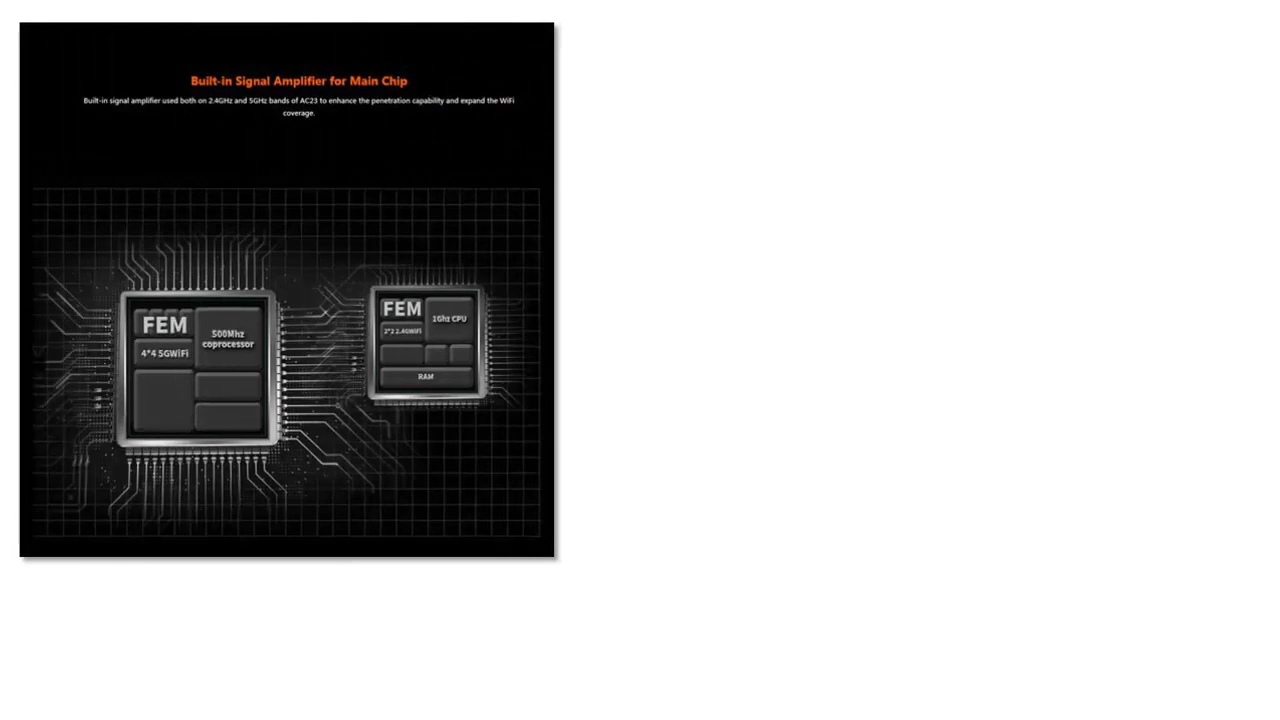 Built-in Signal Amplifier for Main Chip
Built-in signal amplifier used both on 2.4GHz and 5GHz bands of AC23 to enhance the penetration capability and expand the WiFi
coverage.
FEM
4*4 5GWiFi
500Mhz
coprocessor
FEM
2*2 2.4GWiFi
1Ghz CPU
RAM